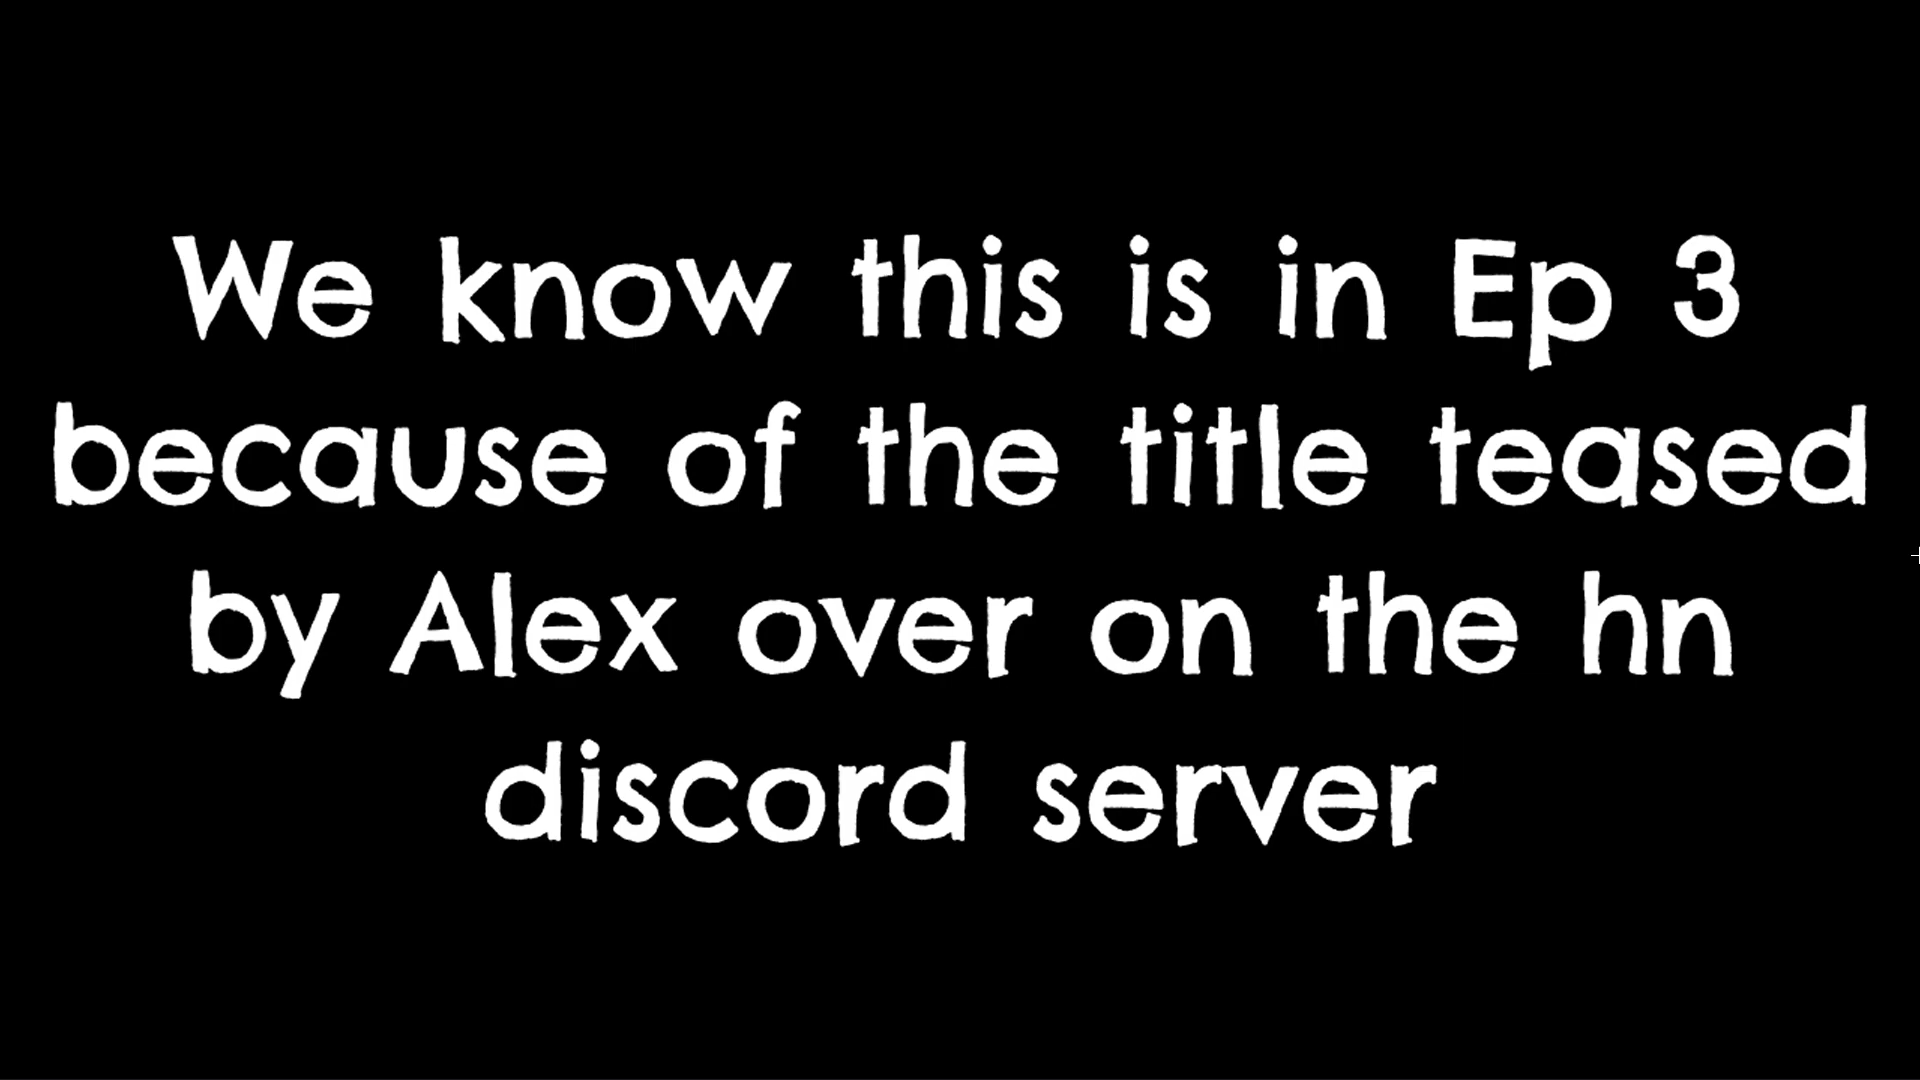 We know this is in Ep 3
because of the title teased
by Alex over on the hn
discord server